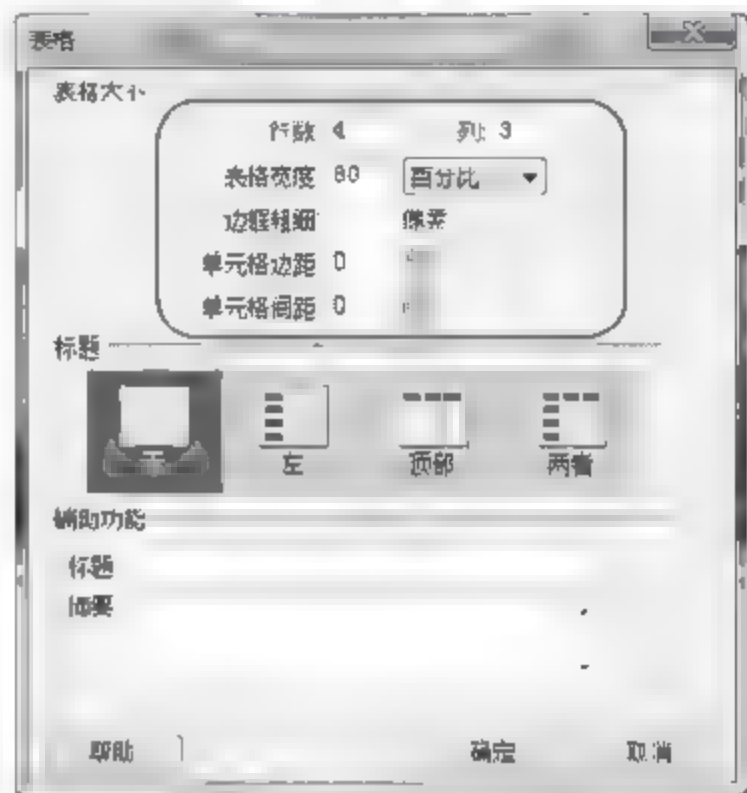 表格
表格大小
行数 4 列: 3
表格宽度 80 百分比
边框粗细 像素
单元格边距 0
单元格间距 0
标题
左 顶部 两者
辅助功能
标题
摘要
帮助 确定 取消